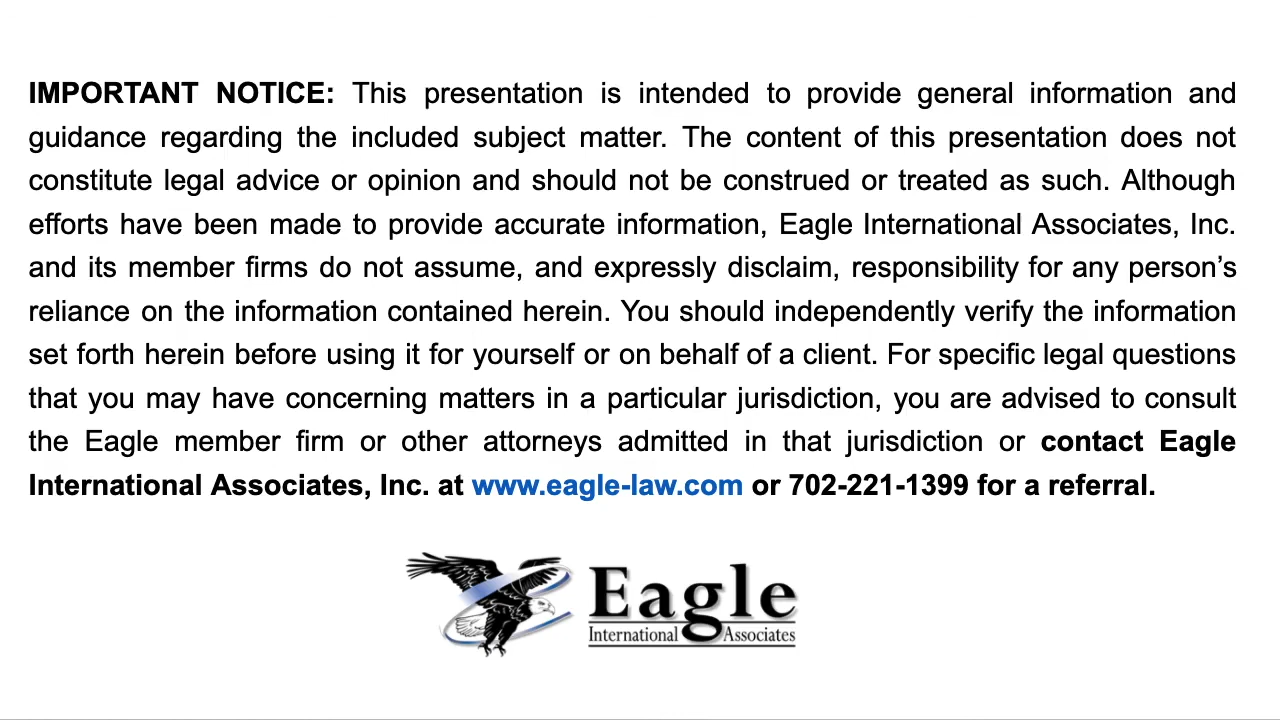 IMPORTANT NOTICE: This presentation is intended to provide general information and
guidance regarding the included subject matter. The content of this presentation does not
constitute legal advice or opinion and should not be construed or treated as such. Although
efforts have been made to provide accurate information, Eagle International Associates, Inc.
and its member firms do not assume, and expressly disclaim, responsibility for any person’s
reliance on the information contained herein. You should independently verify the information
set forth herein before using it for yourself or on behalf of a client. For specific legal questions
that you may have concerning matters in a particular jurisdiction, you are advised to consult
the Eagle member firm or other attorneys admitted in that jurisdiction or contact Eagle
International Associates, Inc. at www.eagle-law.com or 702-221-1399 for a referral.
Eagle
International Associates